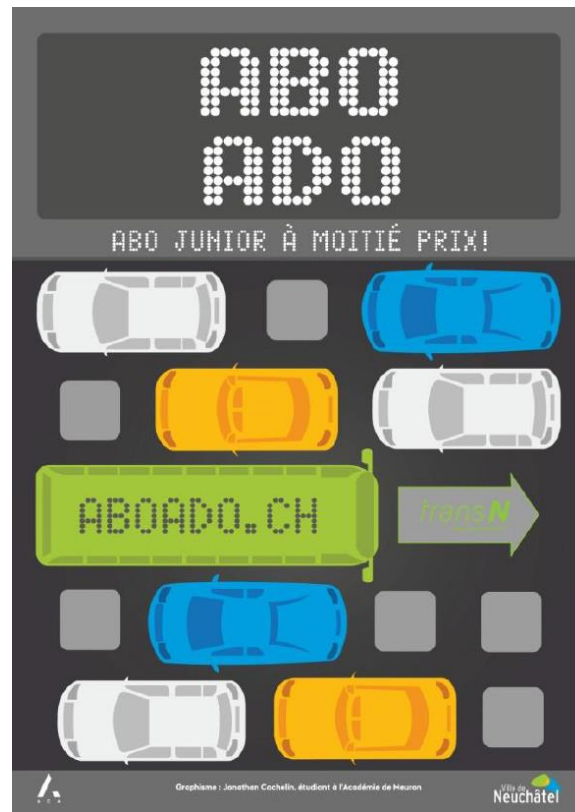 ABO
ADO
ABO JUNIOR À MOITIÉ PRIX!
ABOADO.CH
transN
Graphisme : Jonathan Cochelin, étudiant à l'Académie de Meuron
Ville de
Neuchâtel